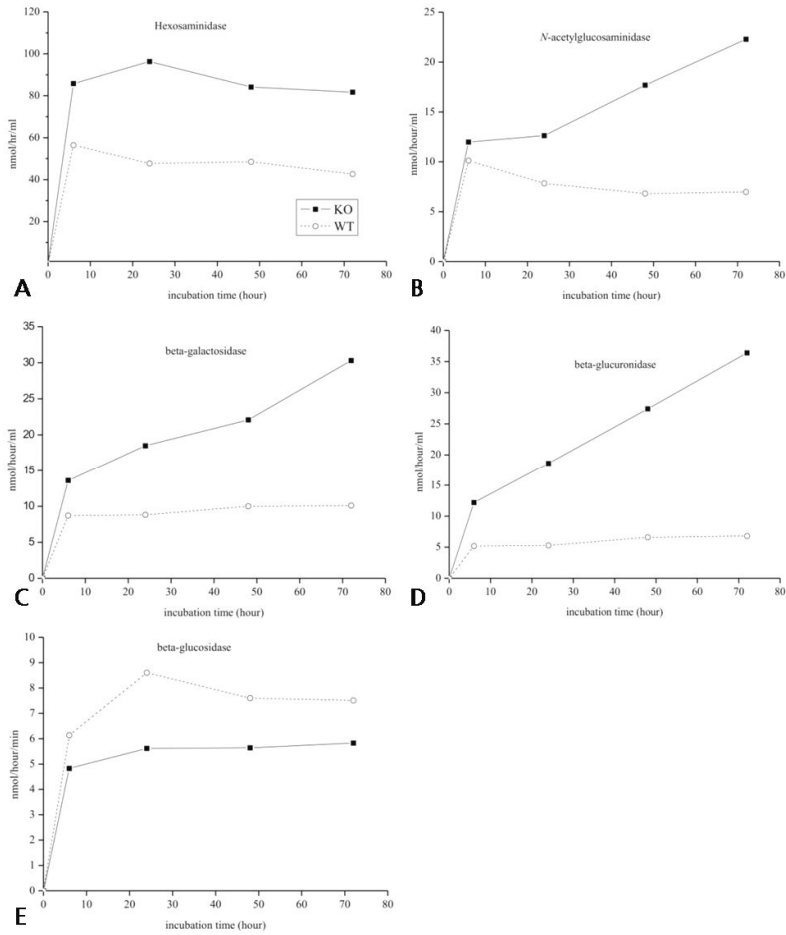 Hexosaminidase
120
100
80
60
40
20
nmol/hr/ml
KO
WT
0 10 20 30 40 50 60 70 80
incubation time (hour)
A
N-acetylglucosaminidase
25
20
15
10
5
0
nmol/hour/ml
0 10 20 30 40 50 60 70 80
incubation time (hour)
B
beta-galactosidase
35
30
25
20
15
10
5
0
nmol/hour/ml
0 10 20 30 40 50 60 70 80
incubation time (hour)
C
beta-glucuronidase
40
35
30
25
20
15
10
5
0
nmol/hour/ml
0 10 20 30 40 50 60 70 80
incubation time (hour)
D
beta-glucosidase
10
9
8
7
6
5
4
3
2
1
0
nmol/hour/min
0 10 20 30 40 50 60 70 80
incubation time (hour)
E